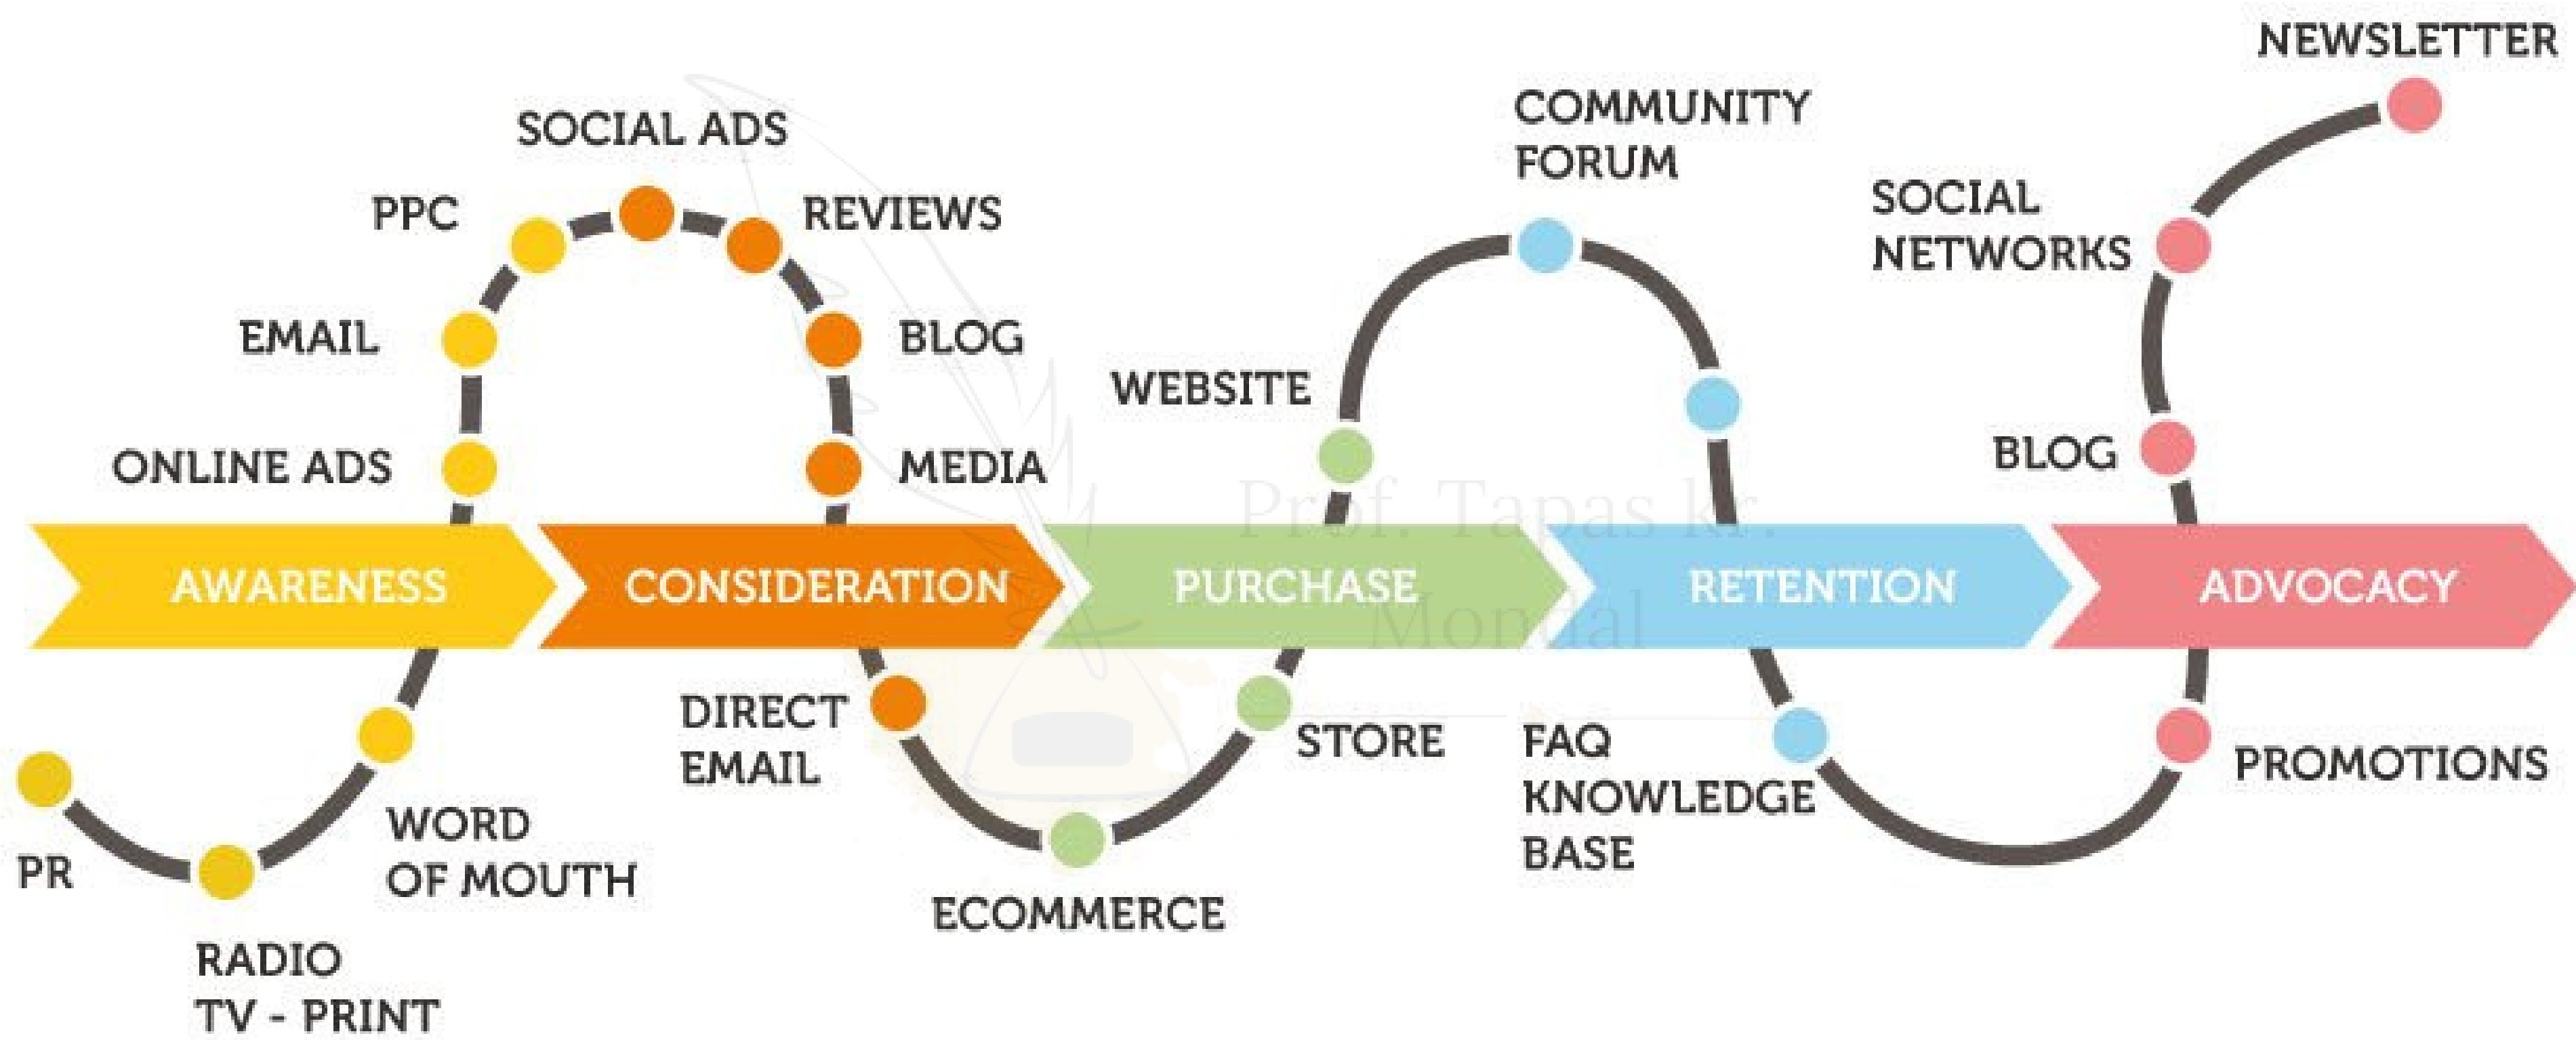 NEWSLETTER
COMMUNITY
FORUM
SOCIAL ADS
SOCIAL
NETWORKS
PPC
REVIEWS
EMAIL
BLOG
WEBSITE
ONLINE ADS
MEDIA
BLOG
Prof. Tapas kr.
Mondal
AWARENESS
CONSIDERATION
PURCHASE
RETENTION
ADVOCACY
DIRECT
EMAIL
STORE
FAQ
KNOWLEDGE
BASE
PROMOTIONS
WORD
OF MOUTH
PR
ECOMMERCE
RADIO
TV - PRINT